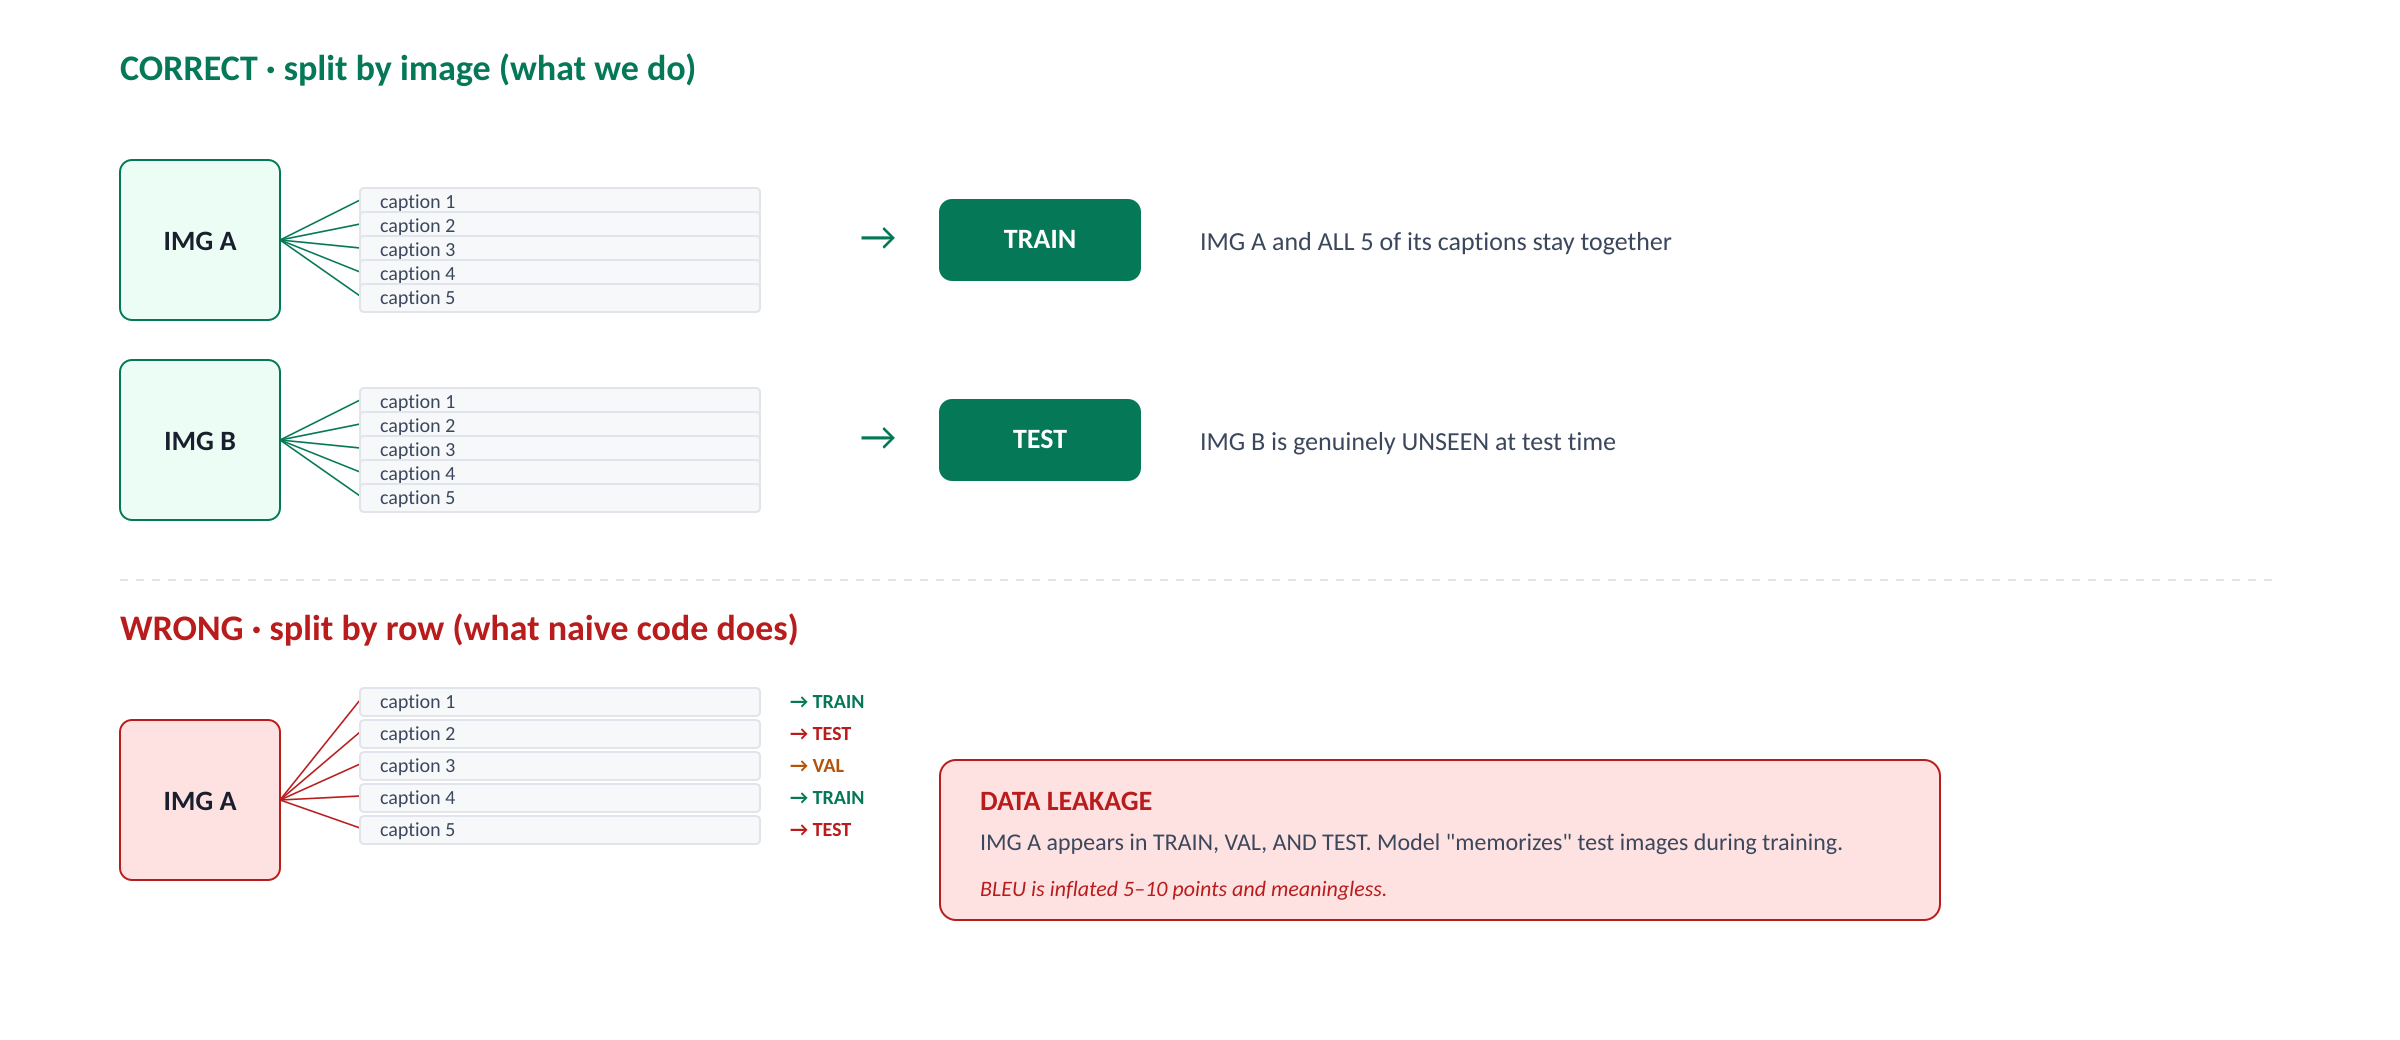 CORRECT · split by image (what we do)
IMG A
caption 1
caption 2
caption 3
caption 4
caption 5
→
TRAIN
IMG A and ALL 5 of its captions stay together
IMG B
caption 1
caption 2
caption 3
caption 4
caption 5
→
TEST
IMG B is genuinely UNSEEN at test time
WRONG · split by row (what naive code does)
IMG A
caption 1 → TRAIN
caption 2 → TEST
caption 3 → VAL
caption 4 → TRAIN
caption 5 → TEST
DATA LEAKAGE
IMG A appears in TRAIN, VAL, AND TEST. Model "memorizes" test images during training.
BLEU is inflated 5–10 points and meaningless.